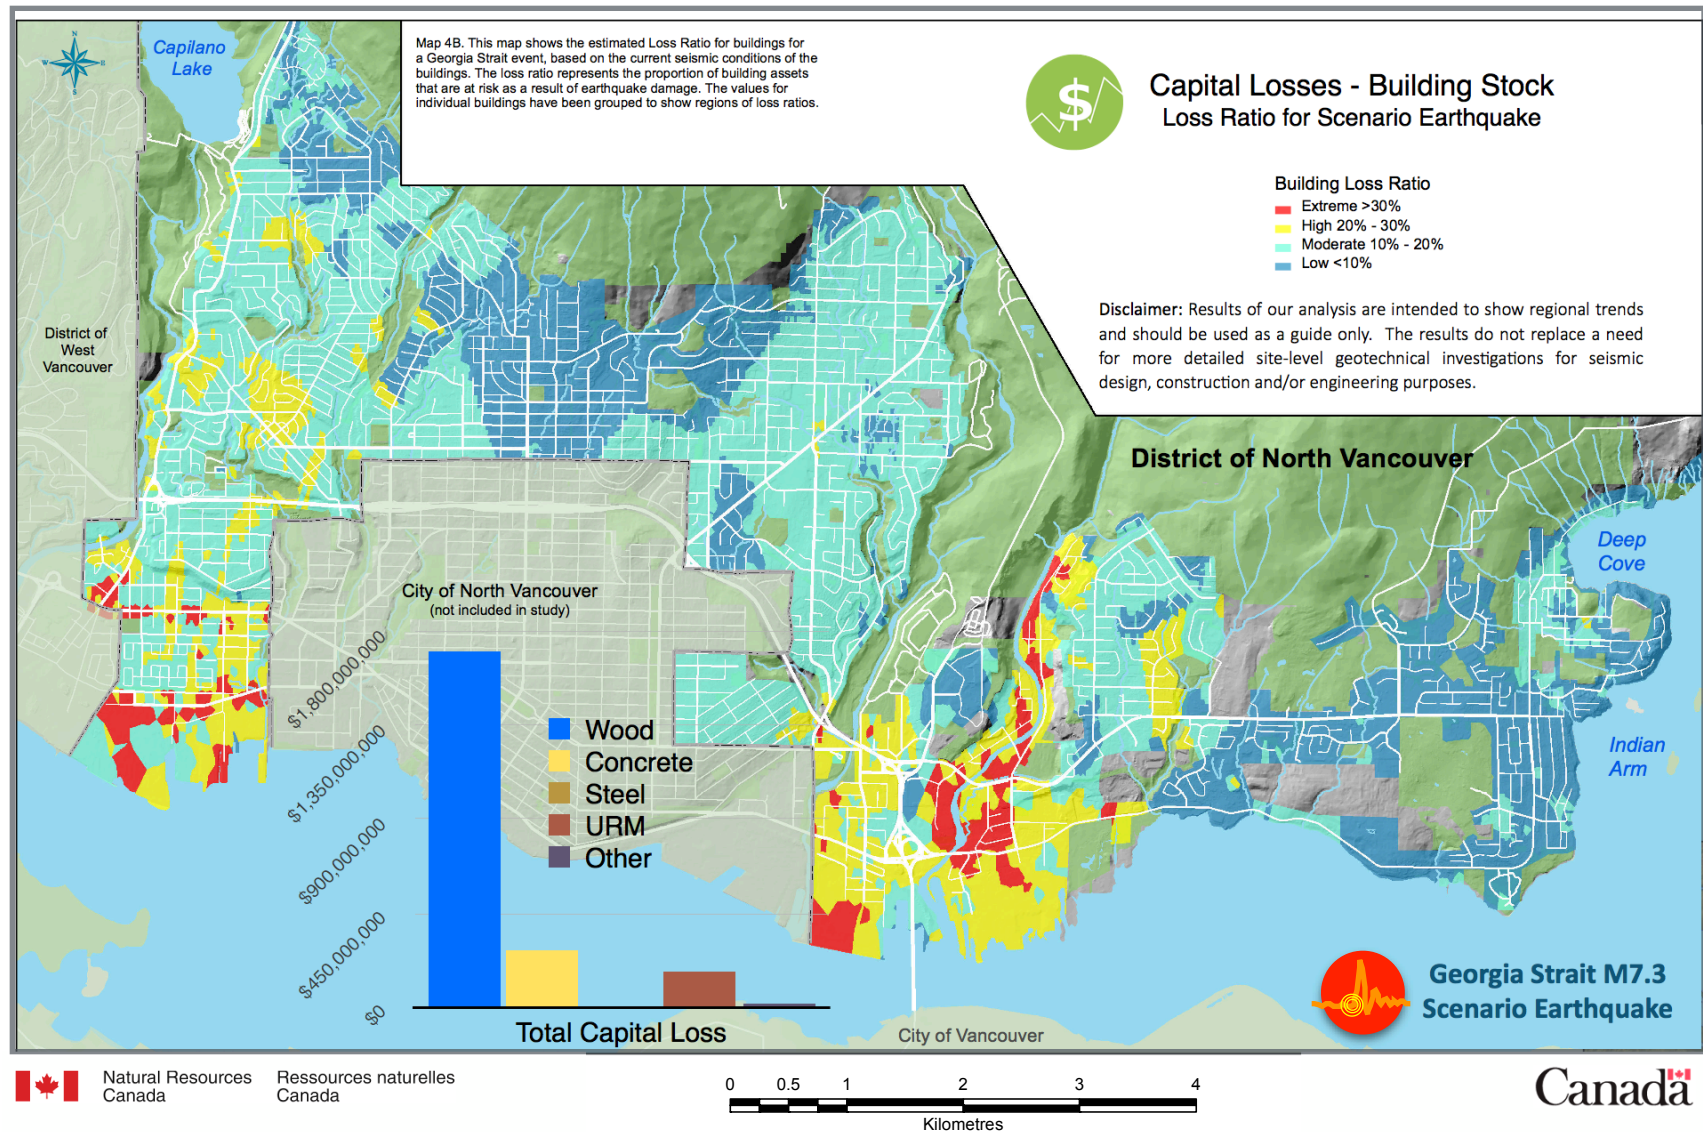 N
W
E
S
Capilano
Lake
Map 4B. This map shows the estimated Loss Ratio for buildings for
a Georgia Strait event, based on the current seismic conditions of the
buildings. The loss ratio represents the proportion of building assets
that are at risk as a result of earthquake damage. The values for
individual buildings have been grouped to show regions of loss ratios.
$
Capital Losses - Building Stock
Loss Ratio for Scenario Earthquake
Building Loss Ratio
Extreme >30%
High 20% - 30%
Moderate 10% - 20%
Low <10%
Disclaimer: Results of our analysis are intended to show regional trends
and should be used as a guide only. The results do not replace a need
for more detailed site-level geotechnical investigations for seismic
design, construction and/or engineering purposes.
District of
West
Vancouver
District of North Vancouver
Deep
Cove
City of North Vancouver
(not included in study)
Indian
Arm
$1,800,000,000
$1,350,000,000
$900,000,000
$450,000,000
$0
Wood
Concrete
Steel
URM
Other
Total Capital Loss
City of Vancouver
Georgia Strait M7.3
Scenario Earthquake
Natural Resources
Canada
Ressources naturelles
Canada
0 0.5 1 2 3 4
Kilometres
Canada